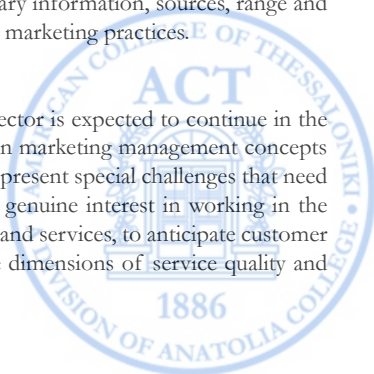 ary information, sources, range and
marketing practices.
ector is expected to continue in the
n marketing management concepts
present special challenges that need
genuine interest in working in the
and services, to anticipate customer
dimensions of service quality and
AMERICAN COLLEGE OF THESSALONIKI
ACT
1886
DIVISION OF ANATOLIA COLLEGE